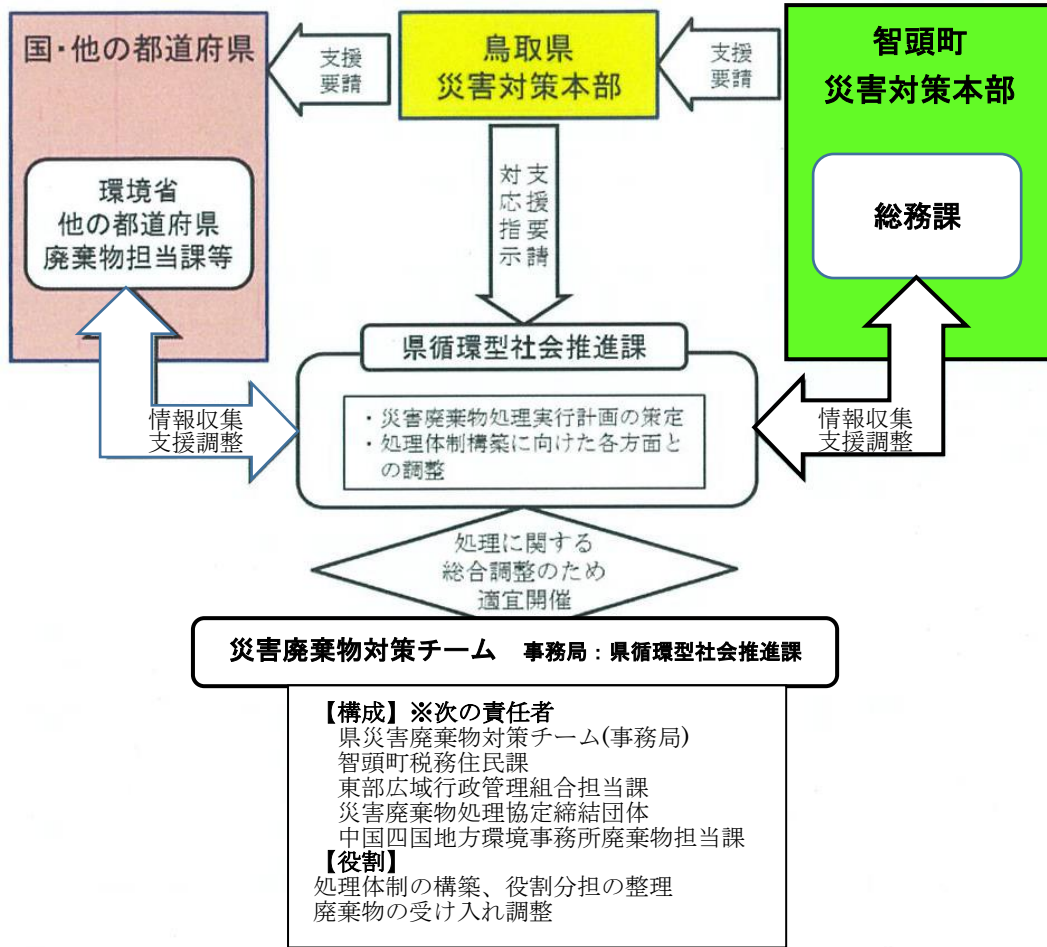 国・他の都道府県
支援
要請
鳥取県
災害対策本部
支援
要請
智頭町
災害対策本部
環境省
他の都道府県
廃棄物担当課等
支援要請
対応指示
総務課
県循環型社会推進課
・災害廃棄物処理実行計画の策定
・処理体制構築に向けた各方面と
の調整
情報収集
支援調整
情報収集
支援調整
処理に関する
総合調整のため
適宜開催
災害廃棄物対策チーム 事務局：県循環型社会推進課
【構成】※次の責任者
県災害廃棄物対策チーム(事務局)
智頭町税務住民課
東部広域行政管理組合担当課
災害廃棄物処理協定締結団体
中国四国地方環境事務所廃棄物担当課
【役割】
処理体制の構築、役割分担の整理
廃棄物の受け入れ調整